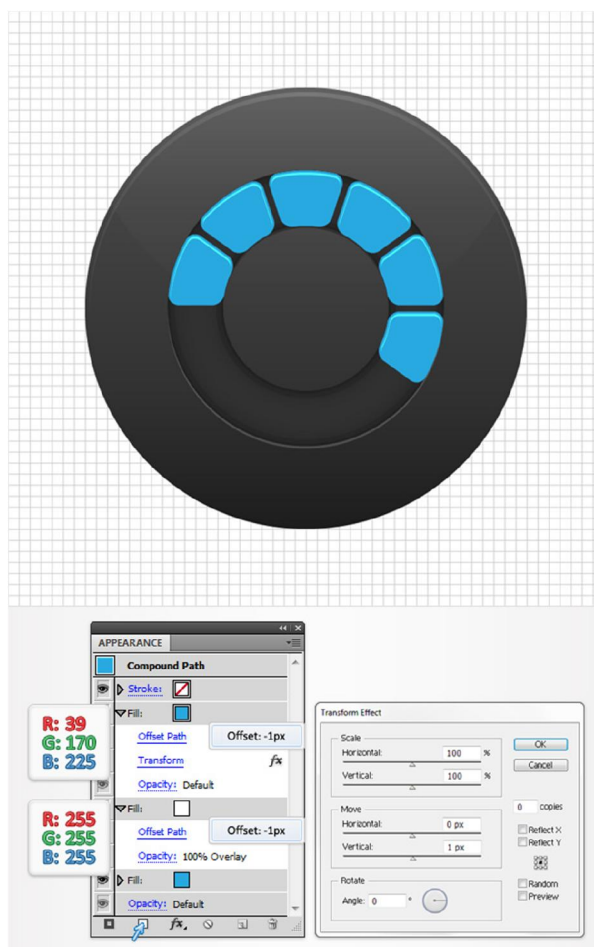 APPEARANCE
Compound Path
Stroke:
Fill:
R: 39
G: 170
B: 225
Offset Path
Offset: -1px
Transform
fx
Opacity: Default
Fill:
R: 255
G: 255
B: 255
Offset Path
Offset: -1px
Opacity: 100% Overlay
Fill:
Opacity: Default
fx
Transform Effect
Scale
Horizontal:
100 %
Vertical:
100 %
OK
Cancel
Move
Horizontal:
0 px
Vertical:
1 px
0 copies
Reflect X
Reflect Y
Rotate
Angle: 0 °
Random
Preview